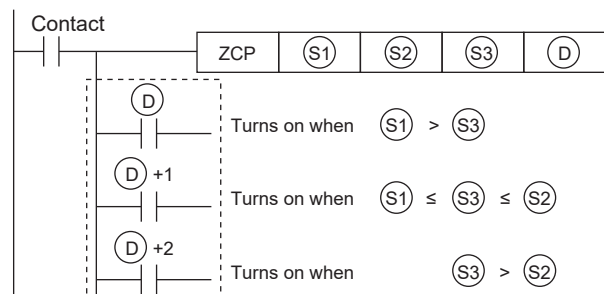 Contact
ZCP S1 S2 S3 D
D
Turns on when S1 > S3
D +1
Turns on when S1 ≤ S3 ≤ S2
D +2
Turns on when S3 > S2